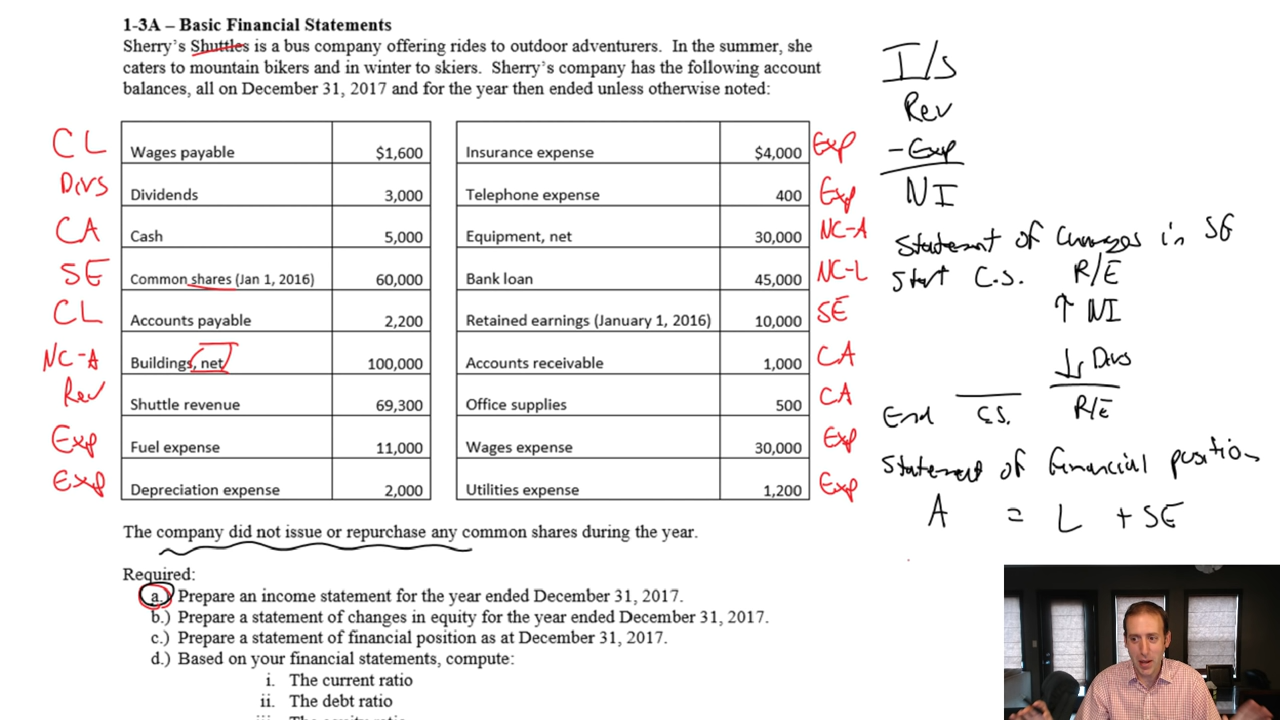 1-3A – Basic Financial Statements
Sherry's Shuttles is a bus company offering rides to outdoor adventurers. In the summer, she
caters to mountain bikers and in winter to skiers. Sherry's company has the following account
balances, all on December 31, 2017 and for the year then ended unless otherwise noted:
CL Wages payable $1,600 Insurance expense $4,000 Exp
Divs Dividends 3,000 Telephone expense 400 Exp
CA Cash 5,000 Equipment, net 30,000 NC-A
SE Common shares (Jan 1, 2016) 60,000 Bank loan 45,000 NC-L
CL Accounts payable 2,200 Retained earnings (January 1, 2016) 10,000 SE
NC-A Buildings, net 100,000 Accounts receivable 1,000 CA
Rev Shuttle revenue 69,300 Office supplies 500 CA
Exp Fuel expense 11,000 Wages expense 30,000 Exp
Exp Depreciation expense 2,000 Utilities expense 1,200 Exp
The company did not issue or repurchase any common shares during the year.
Required:
a.) Prepare an income statement for the year ended December 31, 2017.
b.) Prepare a statement of changes in equity for the year ended December 31, 2017.
c.) Prepare a statement of financial position as at December 31, 2017.
d.) Based on your financial statements, compute:
i. The current ratio
ii. The debt ratio
I/S
Rev
- Exp
NI
Statement of Changes in SE
Start C.S. R/E
↑ NI
↓ Divs
End C.S. R/E
Statement of financial position
A = L + SE